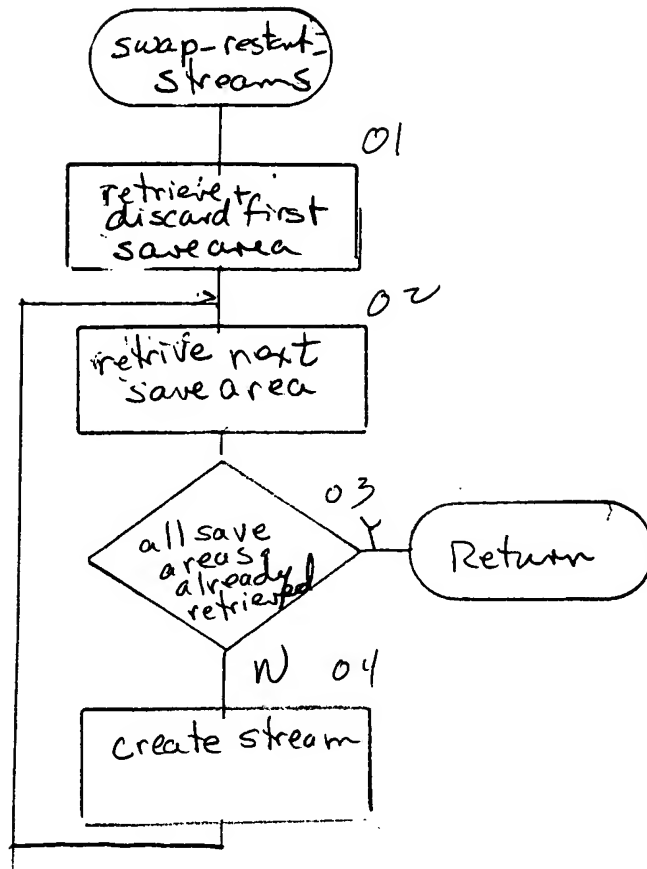 swap-restart-
streams
01
retrieve +
discard first
save area
02
retrive next
save area
03
all save
areas
already
retrieved
Y
Return
N 04
create stream